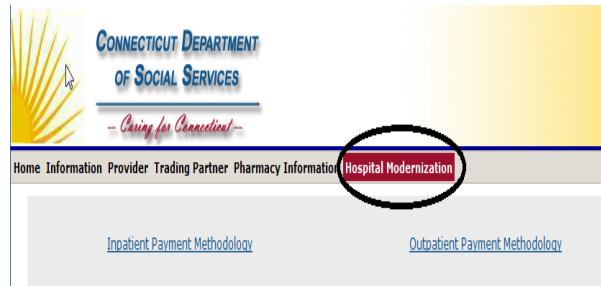 CONNECTICUT DEPARTMENT
OF SOCIAL SERVICES
-- Caring for Connecticut --
Home Information Provider Trading Partner Pharmacy Information Hospital Modernization
Inpatient Payment Methodology Outpatient Payment Methodology